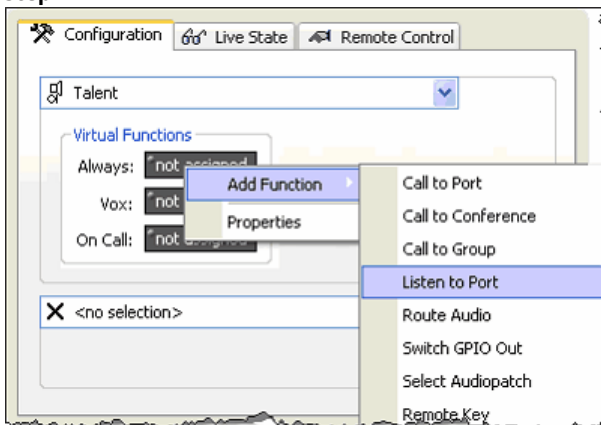 Configuration
Live State
Remote Control
Talent
Virtual Functions
Always: not assigned
Vox: not
On Call: not assigned
Add Function
Properties
Call to Port
Call to Conference
Call to Group
Listen to Port
Route Audio
Switch GPIO Out
Select Audiopatch
Remote Key
<no selection>